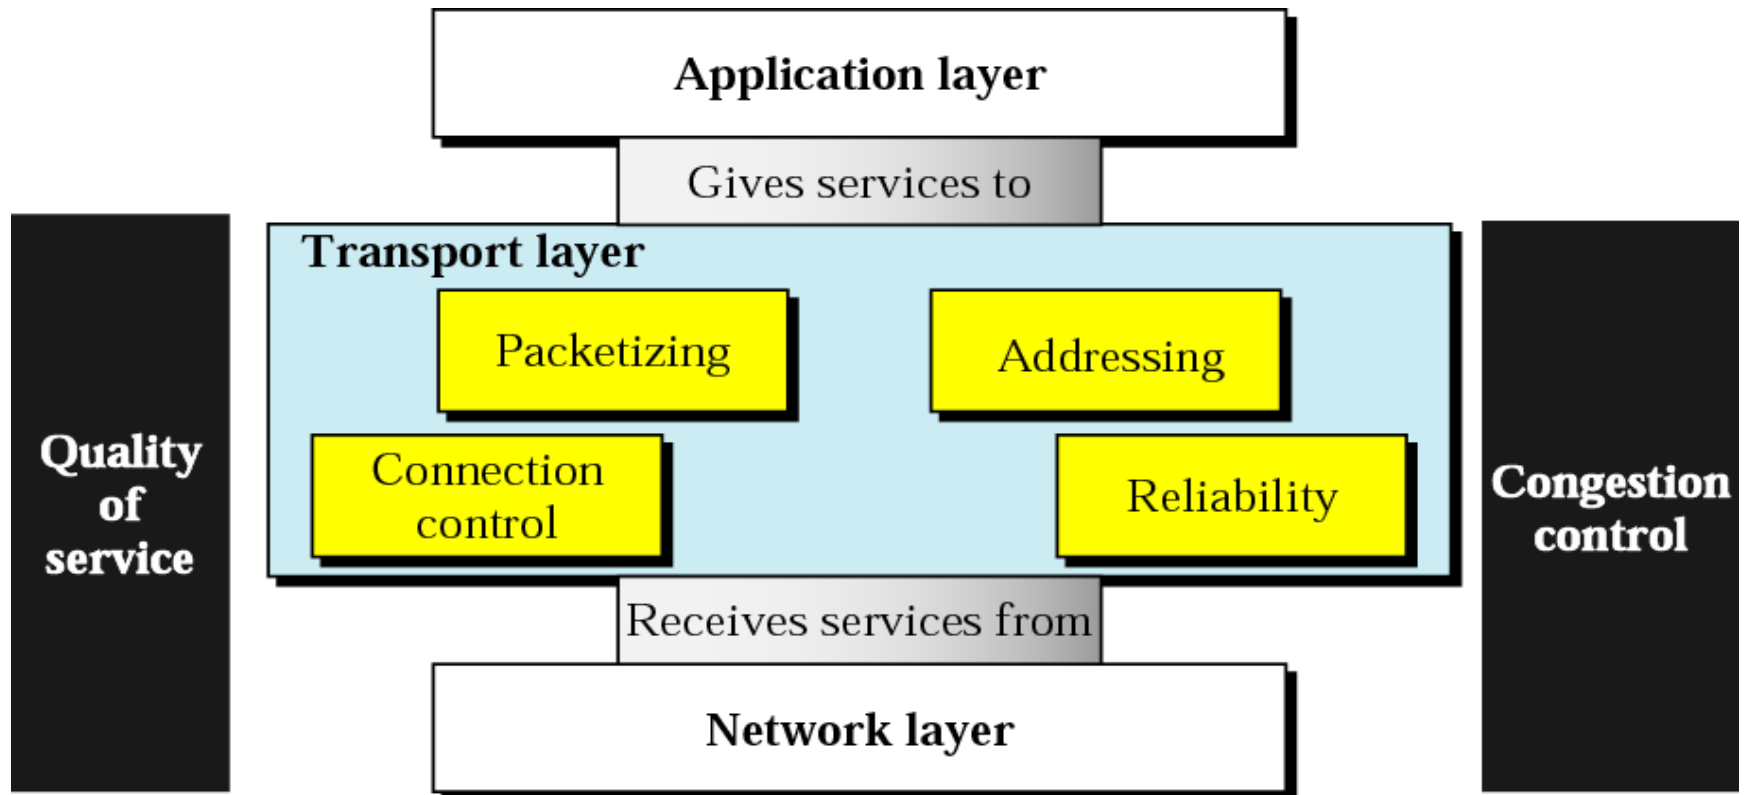 Application layer
Gives services to
Transport layer
Packetizing
Addressing
Connection
control
Reliability
Receives services from
Network layer
Quality
of
service
Congestion
control